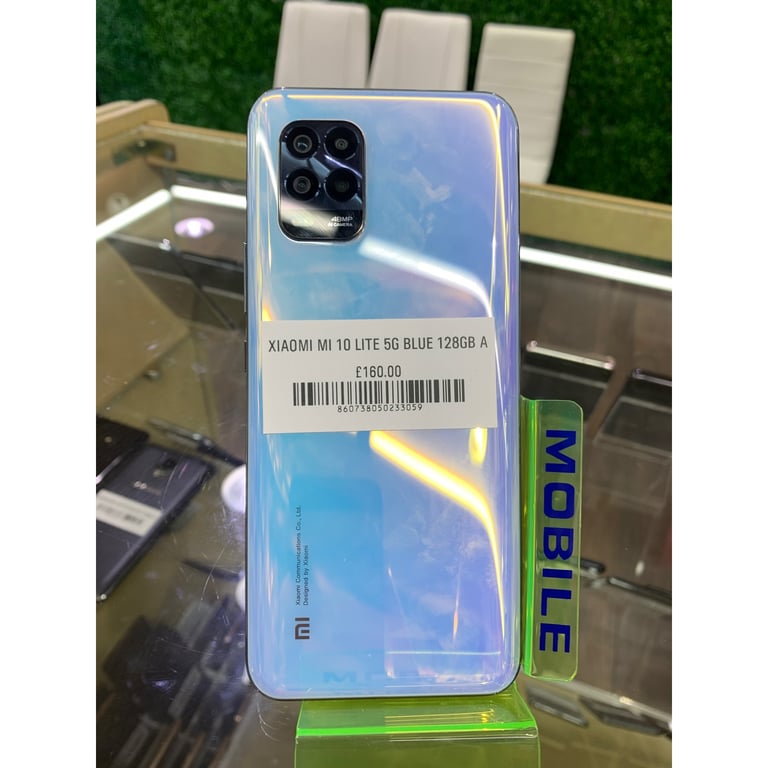 48MP
AI CAMERA
XIAOMI MI 10 LITE 5G BLUE 128GB A
£160.00
860738050233059
Xiaomi Communications Co., Ltd.
Designed by Xiaomi
MOBILE